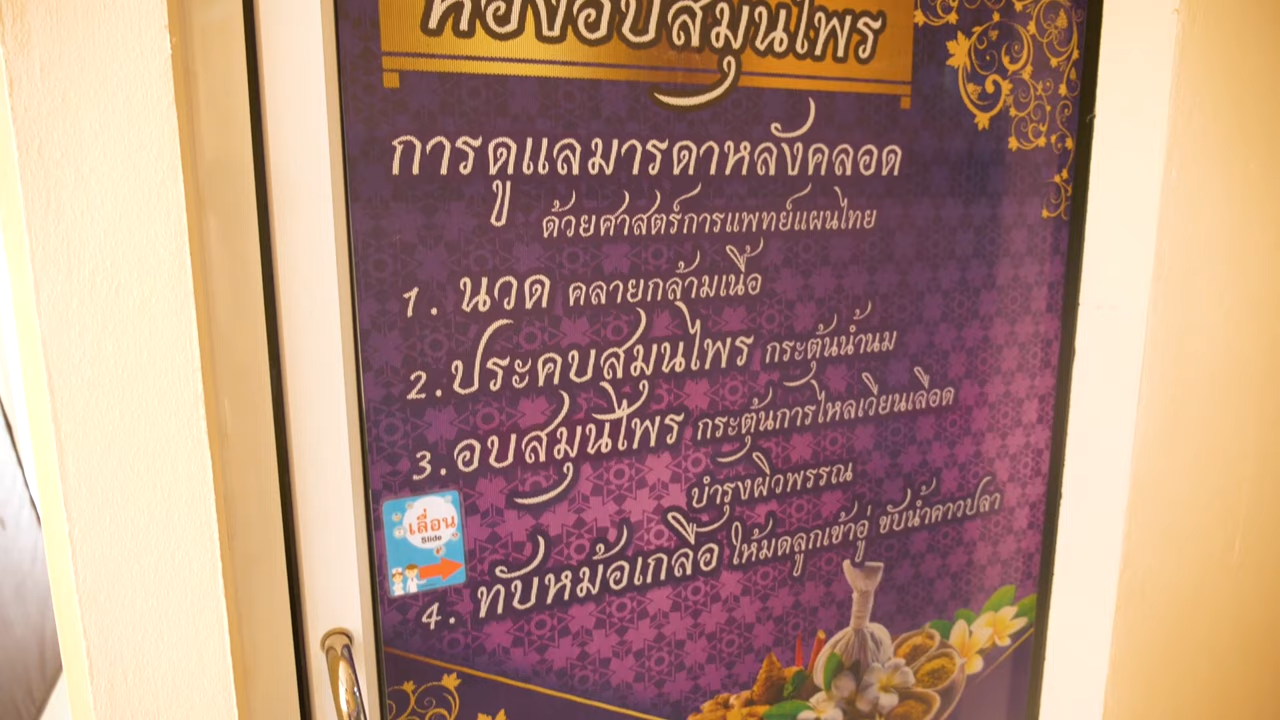 ห้องอบสมุนไพร
การดูแลมารดาหลังคลอด
ด้วยศาสตร์การแพทย์แผนไทย
1. นวด คลายกล้ามเนื้อ
2. ประคบสมุนไพร กระตุ้นน้ำนม
3. อบสมุนไพร กระตุ้นการไหลเวียนเลือด
บำรุงผิวพรรณ
4. ทับหม้อเกลือ ให้มดลูกเข้าอู่ ขับน้ำคาวปลา
เลื่อน
Slide